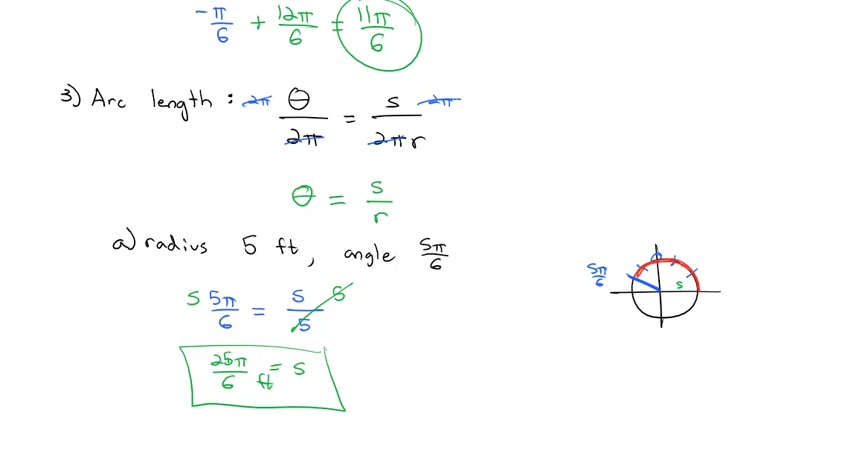 -π/6 + 12π/6 = 11π/6
3) Arc length : 2π θ/2π = s/2πr 2π
θ = s/r
a) radius 5 ft, angle 5π/6
5 5π/6 = s/5 5
25π/6 ft = s
5π/6
5